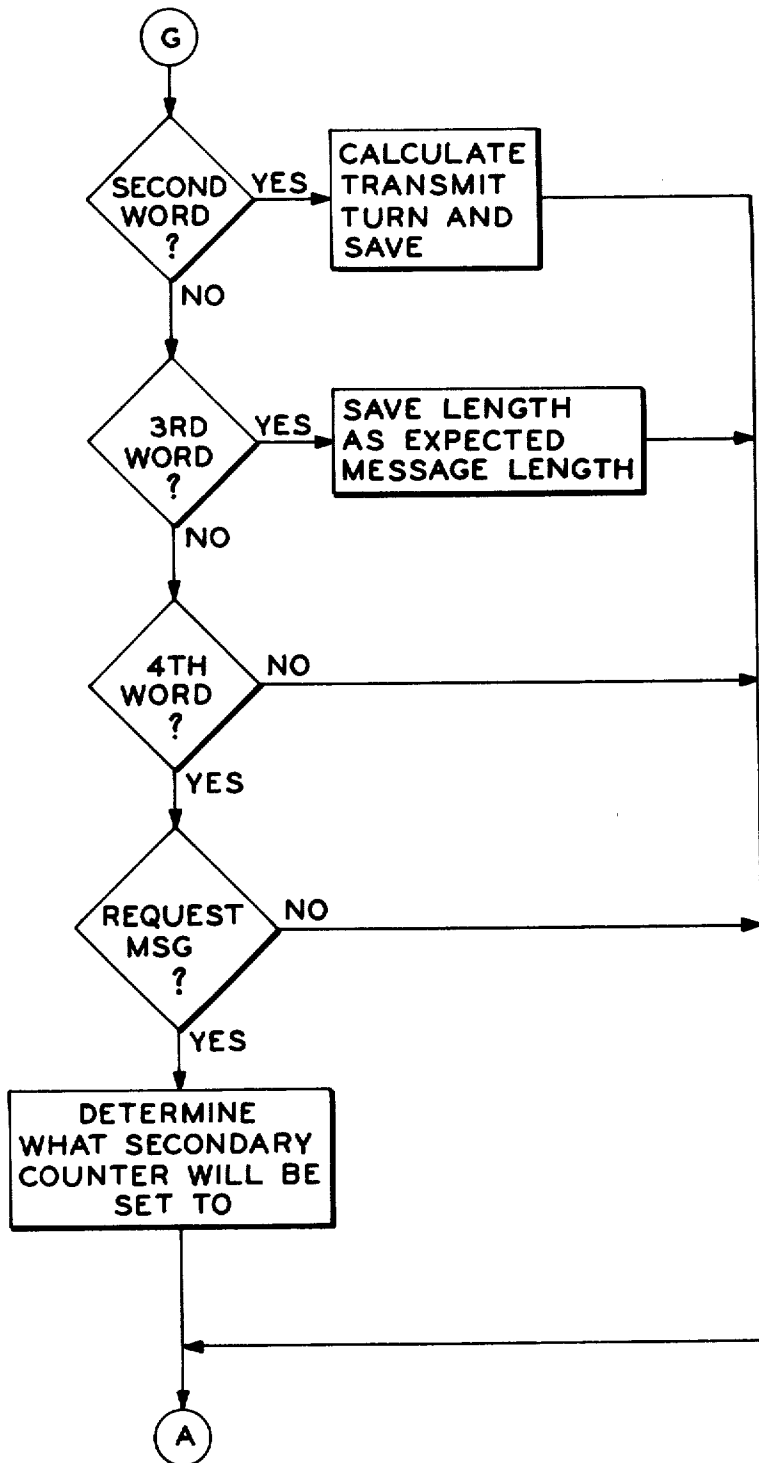 G
SECOND
WORD
?
YES
CALCULATE
TRANSMIT
TURN AND
SAVE
NO
3RD
WORD
?
YES
SAVE LENGTH
AS EXPECTED
MESSAGE LENGTH
NO
4TH
WORD
?
NO
YES
REQUEST
MSG
?
NO
YES
DETERMINE
WHAT SECONDARY
COUNTER WILL BE
SET TO
A